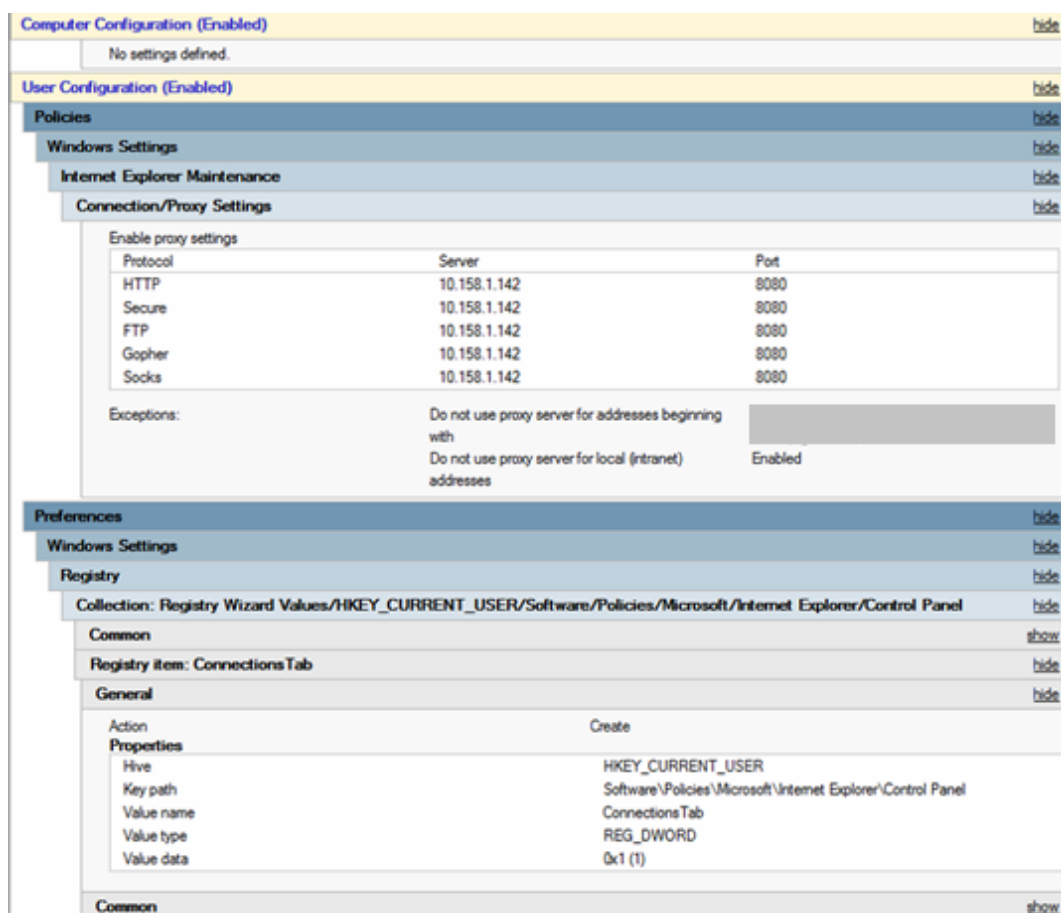 Computer Configuration (Enabled) hide
No settings defined.
User Configuration (Enabled) hide
Policies hide
Windows Settings hide
Internet Explorer Maintenance hide
Connection/Proxy Settings hide
Enable proxy settings
Protocol Server Port
HTTP 10.158.1.142 8080
Secure 10.158.1.142 8080
FTP 10.158.1.142 8080
Gopher 10.158.1.142 8080
Socks 10.158.1.142 8080
Exceptions: Do not use proxy server for addresses beginning
with
Do not use proxy server for local (intranet) Enabled
addresses
Preferences hide
Windows Settings hide
Registry hide
Collection: Registry Wizard Values/HKEY_CURRENT_USER/Software/Policies/Microsoft/Internet Explorer/Control Panel hide
Common show
Registry item: ConnectionsTab hide
General hide
Action Create
Properties
Hive HKEY_CURRENT_USER
Key path Software\Policies\Microsoft\Internet Explorer\Control Panel
Value name ConnectionsTab
Value type REG_DWORD
Value data 0x1 (1)
Common show